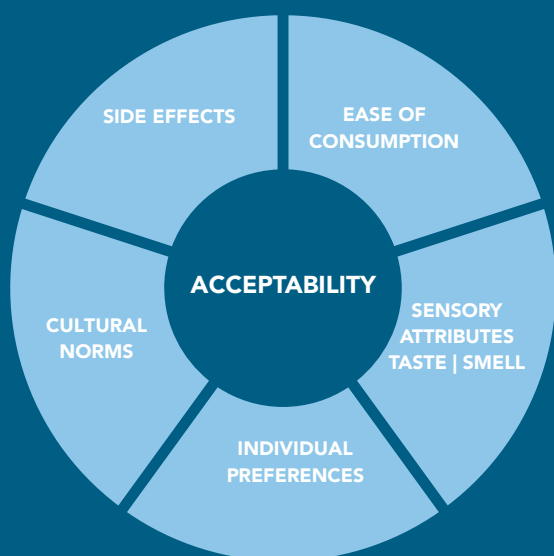 SIDE EFFECTS
EASE OF
CONSUMPTION
ACCEPTABILITY
SENSORY
ATTRIBUTES
TASTE | SMELL
CULTURAL
NORMS
INDIVIDUAL
PREFERENCES